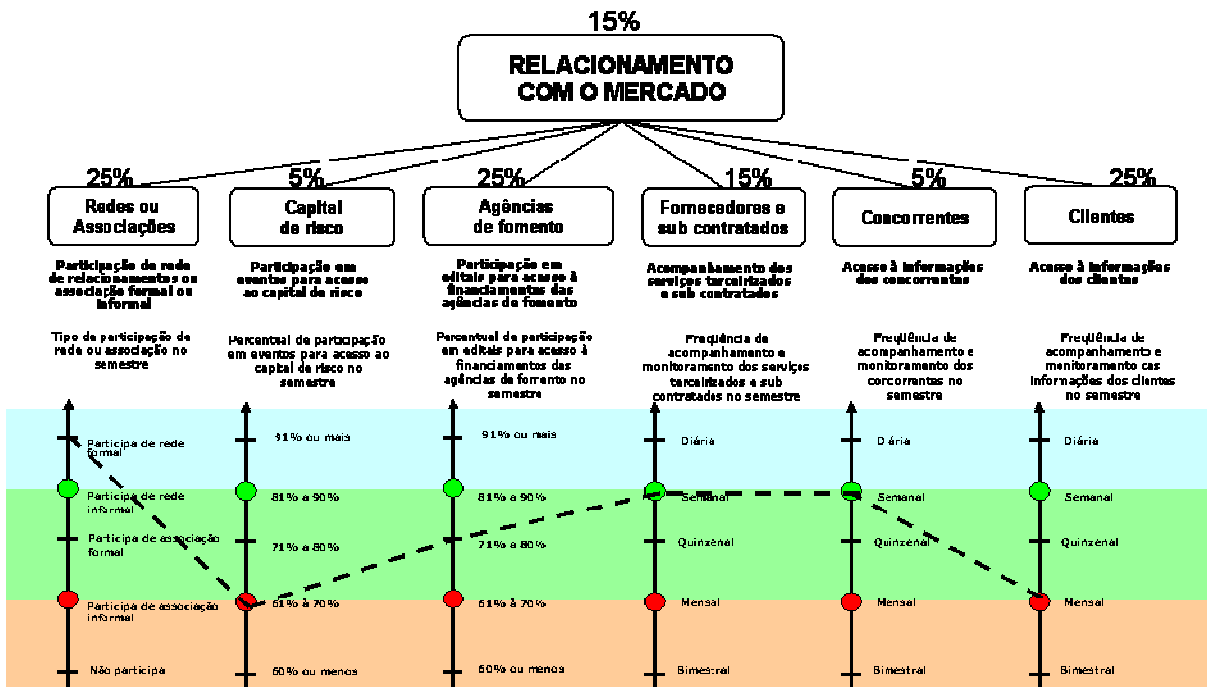 15%
RELACIONAMENTO
COM O MERCADO
25%
Redes ou
Associações
Participação de rede
de relacionamentos ou
associação formal ou
informal
Tipo de participação de
rede ou associação no
semestre
Participa de rede
formal
Participa de rede
informal
Participa de associação
formal
Participa de associação
informal
Não participa
5%
Capital
de risco
Participação em
eventos para acesso
ao capital de risco
Percentual de participação
em eventos para acesso ao
capital de risco no
semestre
91% ou mais
81% a 90%
71% a 80%
61% à 70%
60% ou menos
25%
Agências
de fomento
Participação em
editais para acesso à
financiamentos das
agências de fomento
Percentual de participação
em editais para acesso à
financiamentos das
agências de fomento no
semestre
91% ou mais
81% a 90%
71% a 80%
61% à 70%
60% ou menos
15%
Fornecedores e
sub contratados
Acompanhamento dos
serviços terceirizados
e sub contratados
Freqüência de
acompanhamento e
monitoramento dos serviços
terceirizados e sub
contratados no semestre
Diária
Semanal
Quinzenal
Mensal
Bimestral
5%
Concorrentes
Acesso à informações
dos concorrentes
Freqüência de
acompanhamento e
monitoramento dos
concorrentes no
semestre
Diária
Semanal
Quinzenal
Mensal
Bimestral
25%
Clientes
Acesso à informações
dos clientes
Freqüência de
acompanhamento e
monitoramento das
informações dos clientes
no semestre
Diária
Semanal
Quinzenal
Mensal
Bimestral